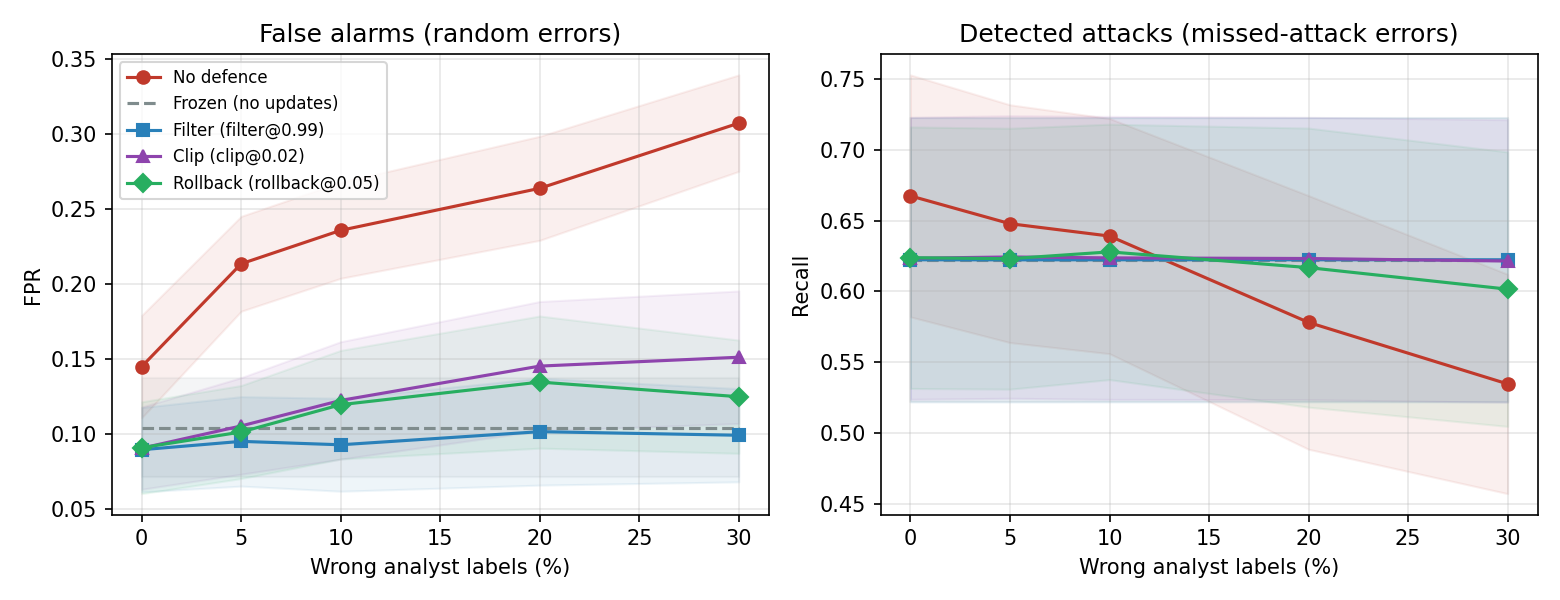 False alarms (random errors)
0.35
0.30
0.25
0.20
0.15
0.10
0.05
FPR
No defence
Frozen (no updates)
Filter (filter@0.99)
Clip (clip@0.02)
Rollback (rollback@0.05)
0 5 10 15 20 25 30
Wrong analyst labels (%)
Detected attacks (missed-attack errors)
0.75
0.70
0.65
0.60
0.55
0.50
0.45
Recall
0 5 10 15 20 25 30
Wrong analyst labels (%)